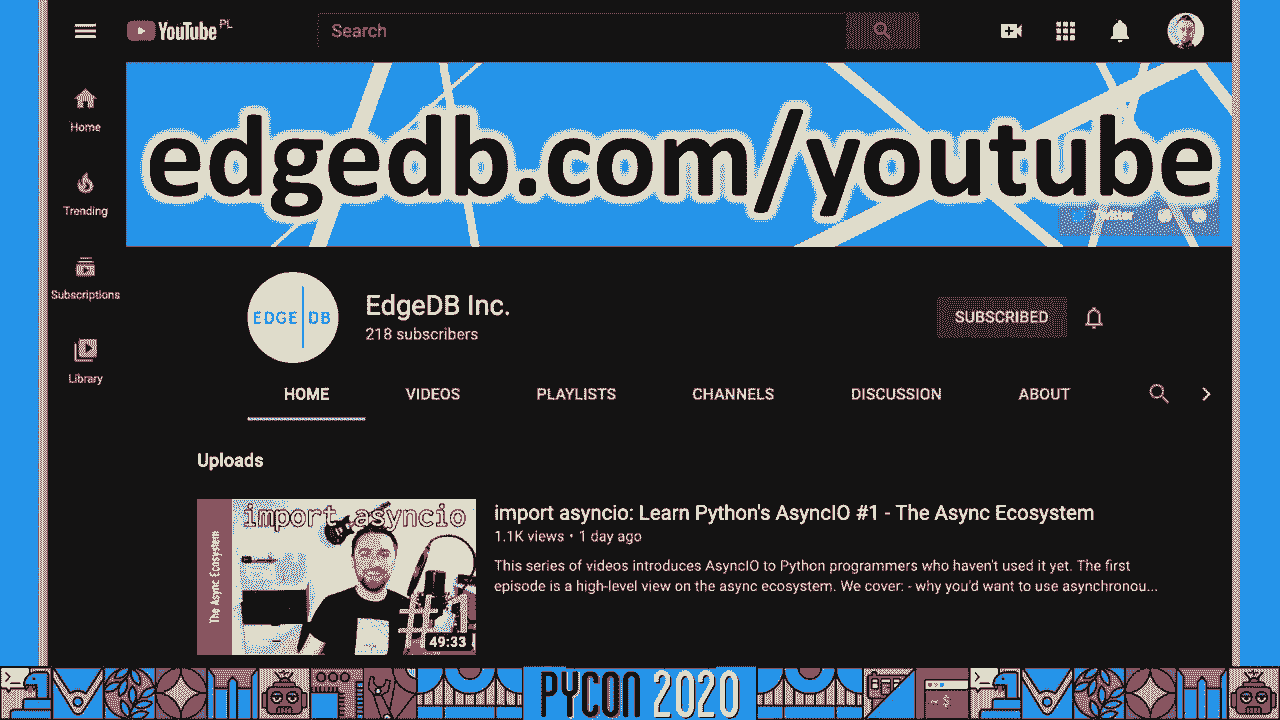 YouTube PL
Search
Home
Trending
Subscriptions
Library
edgedb.com/youtube
Twitter
EDGE DB
EdgeDB Inc.
218 subscribers
SUBSCRIBED
HOME VIDEOS PLAYLISTS CHANNELS DISCUSSION ABOUT
Uploads
The Async Ecosystem
import asyncio
#1
49:33
import asyncio: Learn Python's AsyncIO #1 - The Async Ecosystem
1.1K views • 1 day ago
This series of videos introduces AsyncIO to Python programmers who haven't used it yet. The first
episode is a high-level view on the async ecosystem. We cover: - why you'd want to use asynchronou...
PYCON 2020
~ $